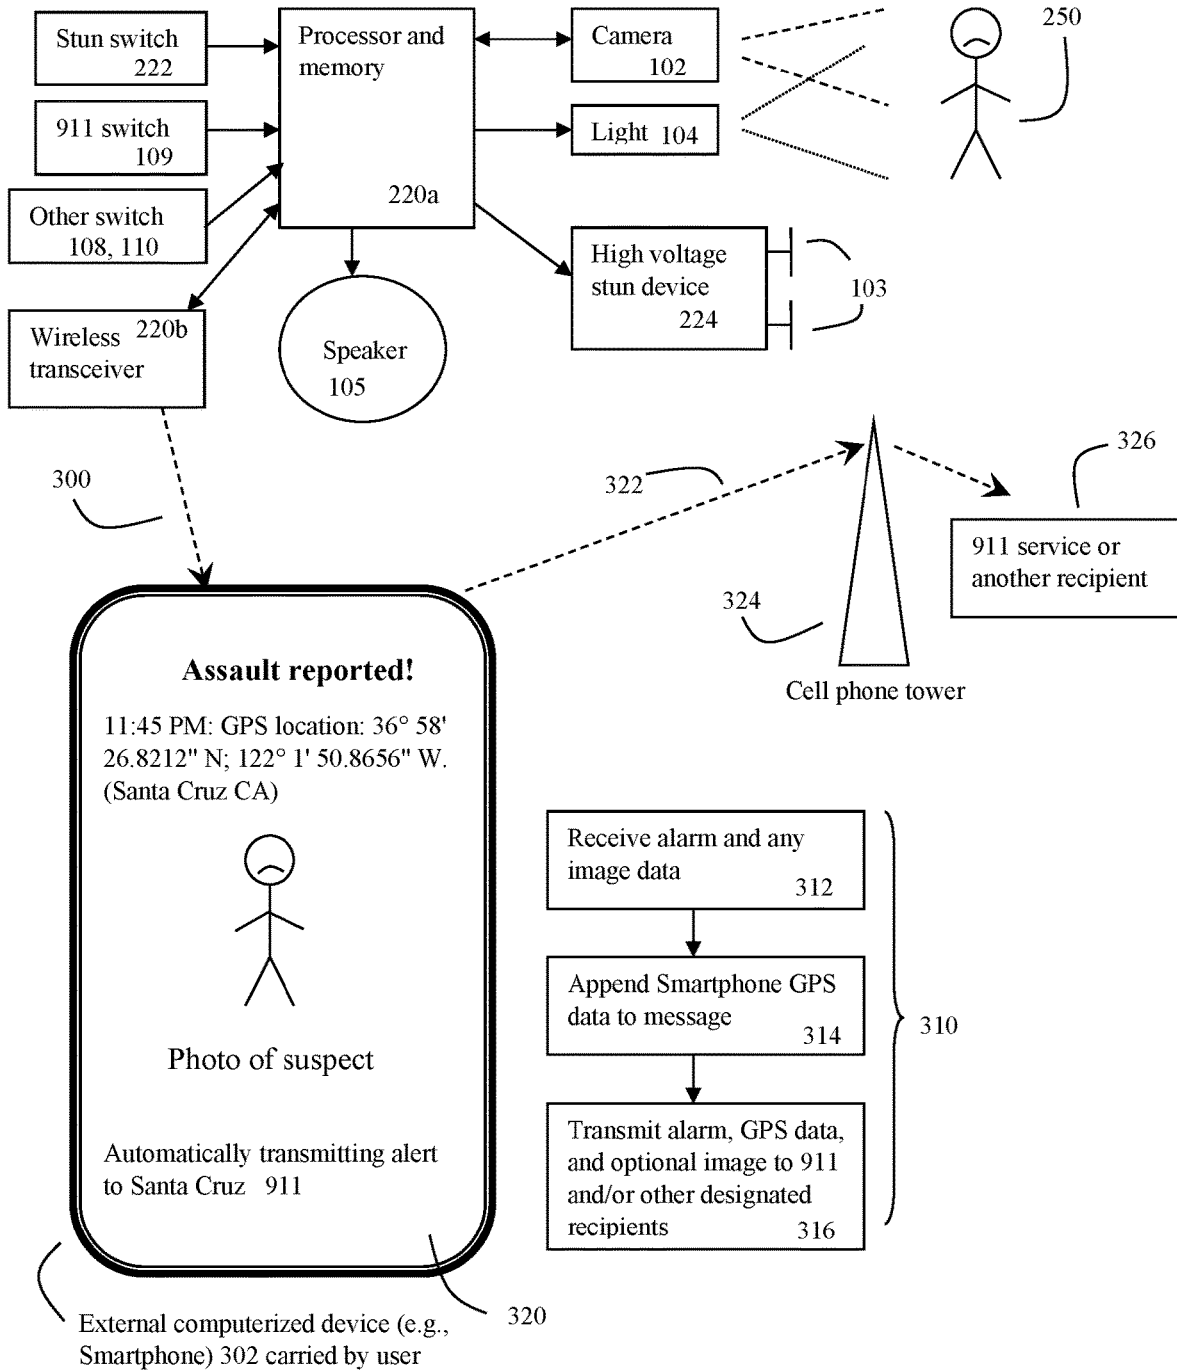 Stun switch
222
Processor and
memory
220a
Camera
102
250
911 switch
109
Light 104
Other switch
108, 110
High voltage
stun device
224
103
Wireless
transceiver
220b
Speaker
105
300
322
326
911 service or
another recipient
324
Cell phone tower
Assault reported!
11:45 PM: GPS location: 36° 58'
26.8212" N; 122° 1' 50.8656" W.
(Santa Cruz CA)
Photo of suspect
Automatically transmitting alert
to Santa Cruz 911
Receive alarm and any
image data
312
Append Smartphone GPS
data to message
314
310
Transmit alarm, GPS data,
and optional image to 911
and/or other designated
recipients
316
320
External computerized device (e.g.,
Smartphone) 302 carried by user